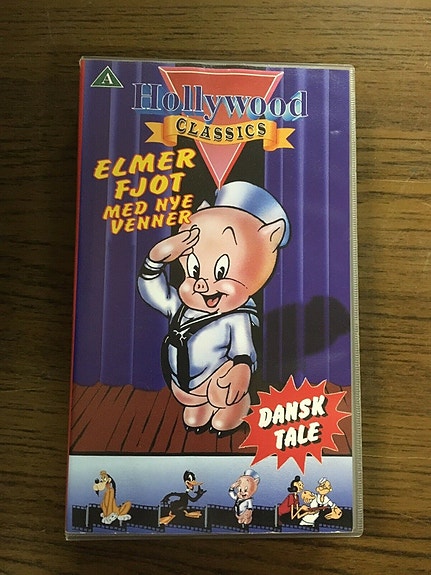 A
Hollywood
CLASSICS
ELMER
FJOT
MED NYE
VENNER
DANSK
TALE